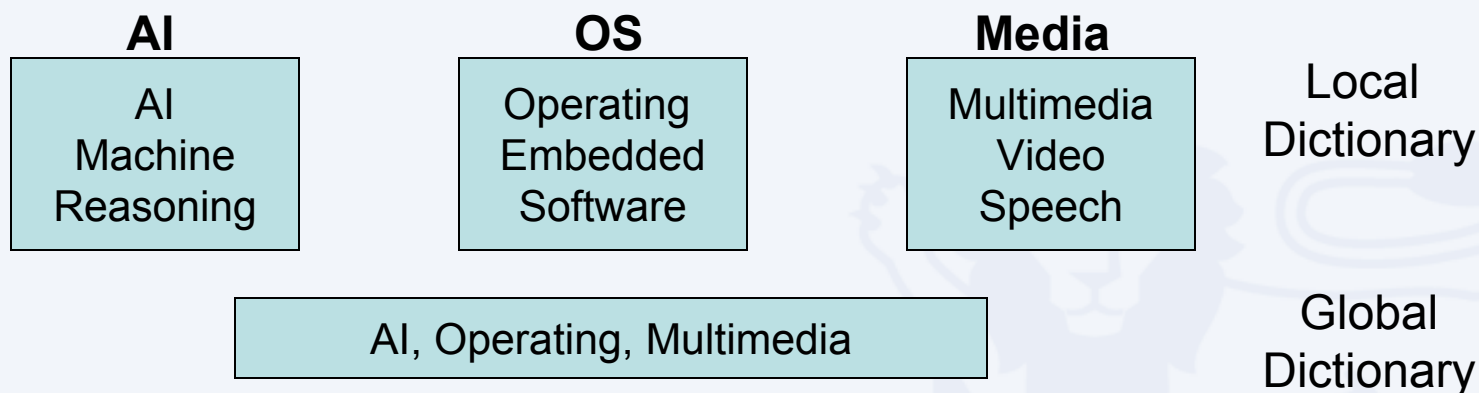 AI
AI
Machine
Reasoning
OS
Operating
Embedded
Software
Media
Multimedia
Video
Speech
Local
Dictionary
AI, Operating, Multimedia
Global
Dictionary